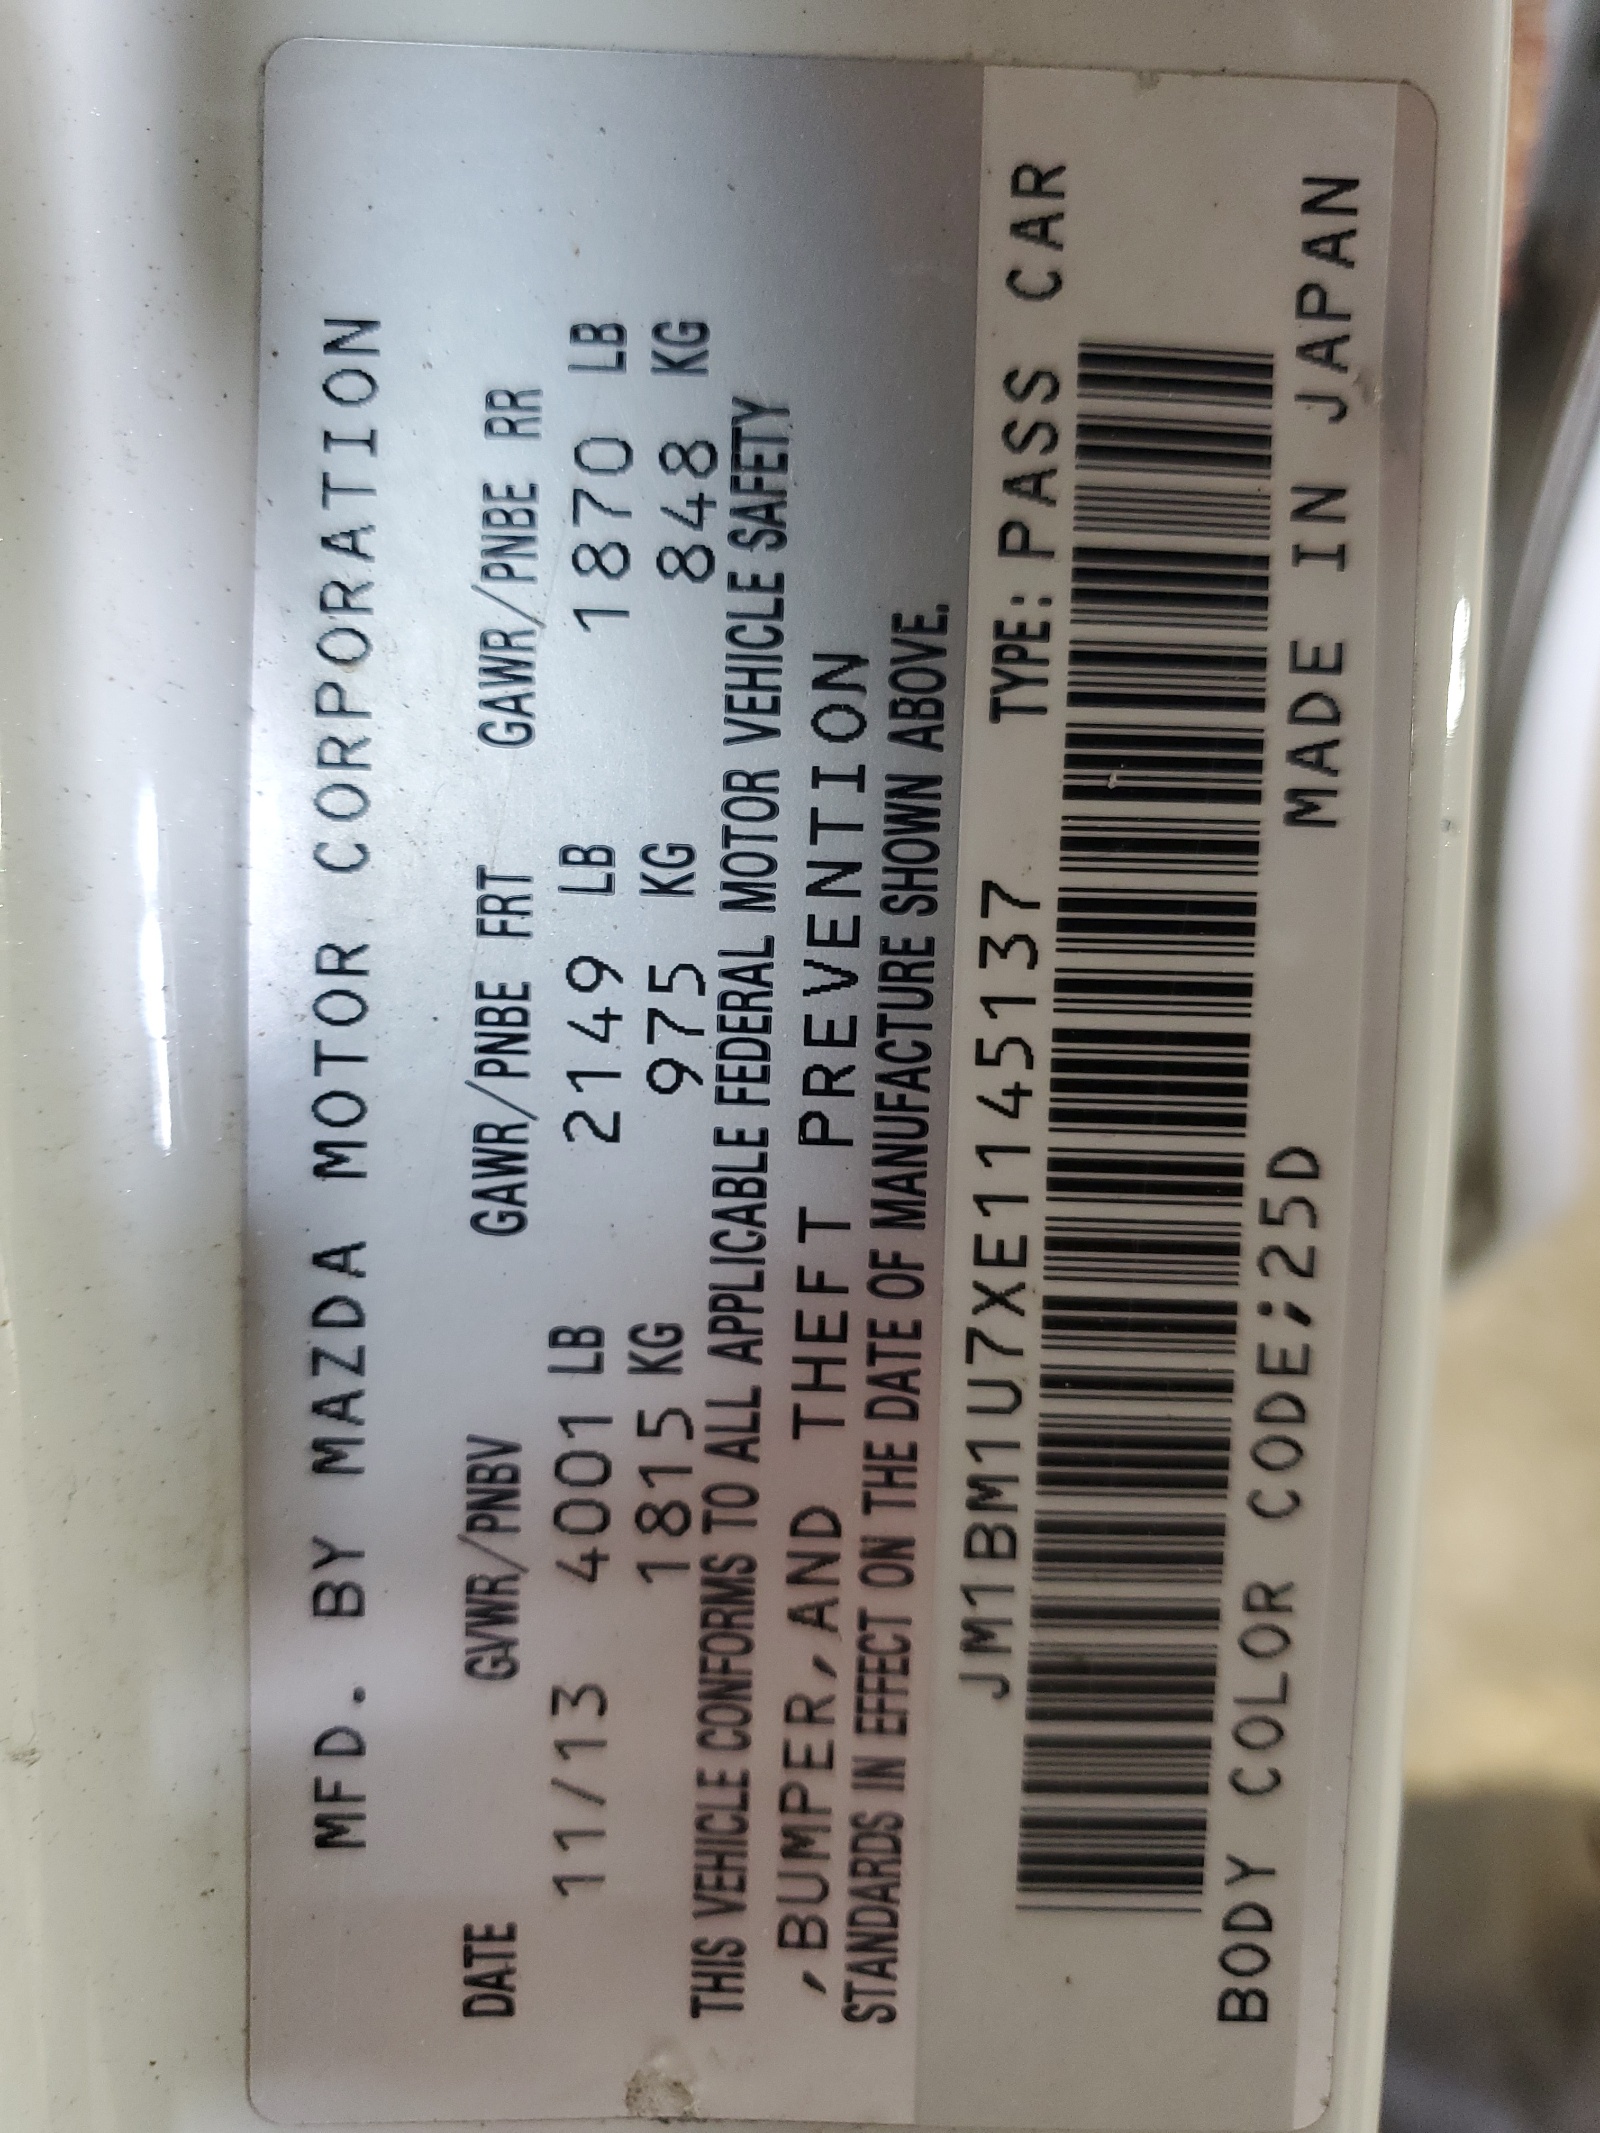 MFD. BY MAZDA MOTOR CORPORATION
DATE GVWR/PNBV GAWR/PNBE FRT GAWR/PNBE RR
11/13 4001 LB 2149 LB 1870 LB
1815 KG 975 KG 848 KG
THIS VEHICLE CONFORMS TO ALL APPLICABLE FEDERAL MOTOR VEHICLE SAFETY
,BUMPER,AND THEFT PREVENTION
STANDARDS IN EFFECT ON THE DATE OF MANUFACTURE SHOWN ABOVE.
JM1BM1U7XE1145137 TYPE: PASS CAR
BODY COLOR CODE;25D MADE IN JAPAN